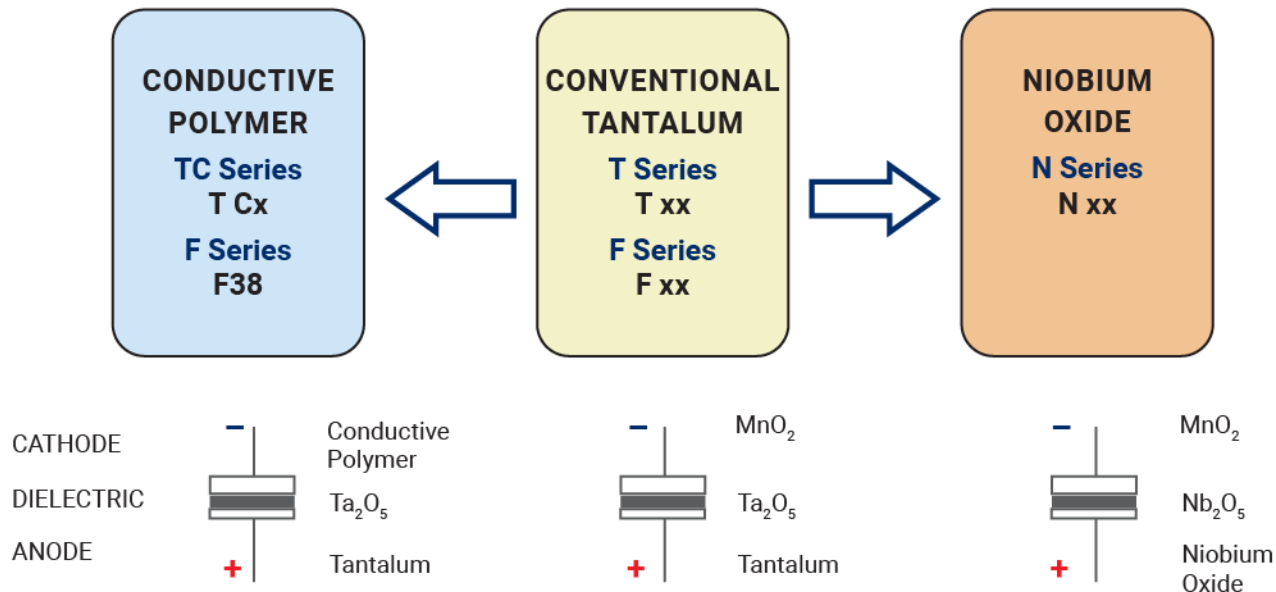 CONDUCTIVE
POLYMER
TC Series
T Cx
F Series
F38
CONVENTIONAL
TANTALUM
T Series
T xx
F Series
F xx
NIOBIUM
OXIDE
N Series
N xx
CATHODE
DIELECTRIC
ANODE
−
Conductive
Polymer
Ta₂O₅
+
Tantalum
−
MnO₂
Ta₂O₅
+
Tantalum
−
MnO₂
Nb₂O₅
+
Niobium
Oxide